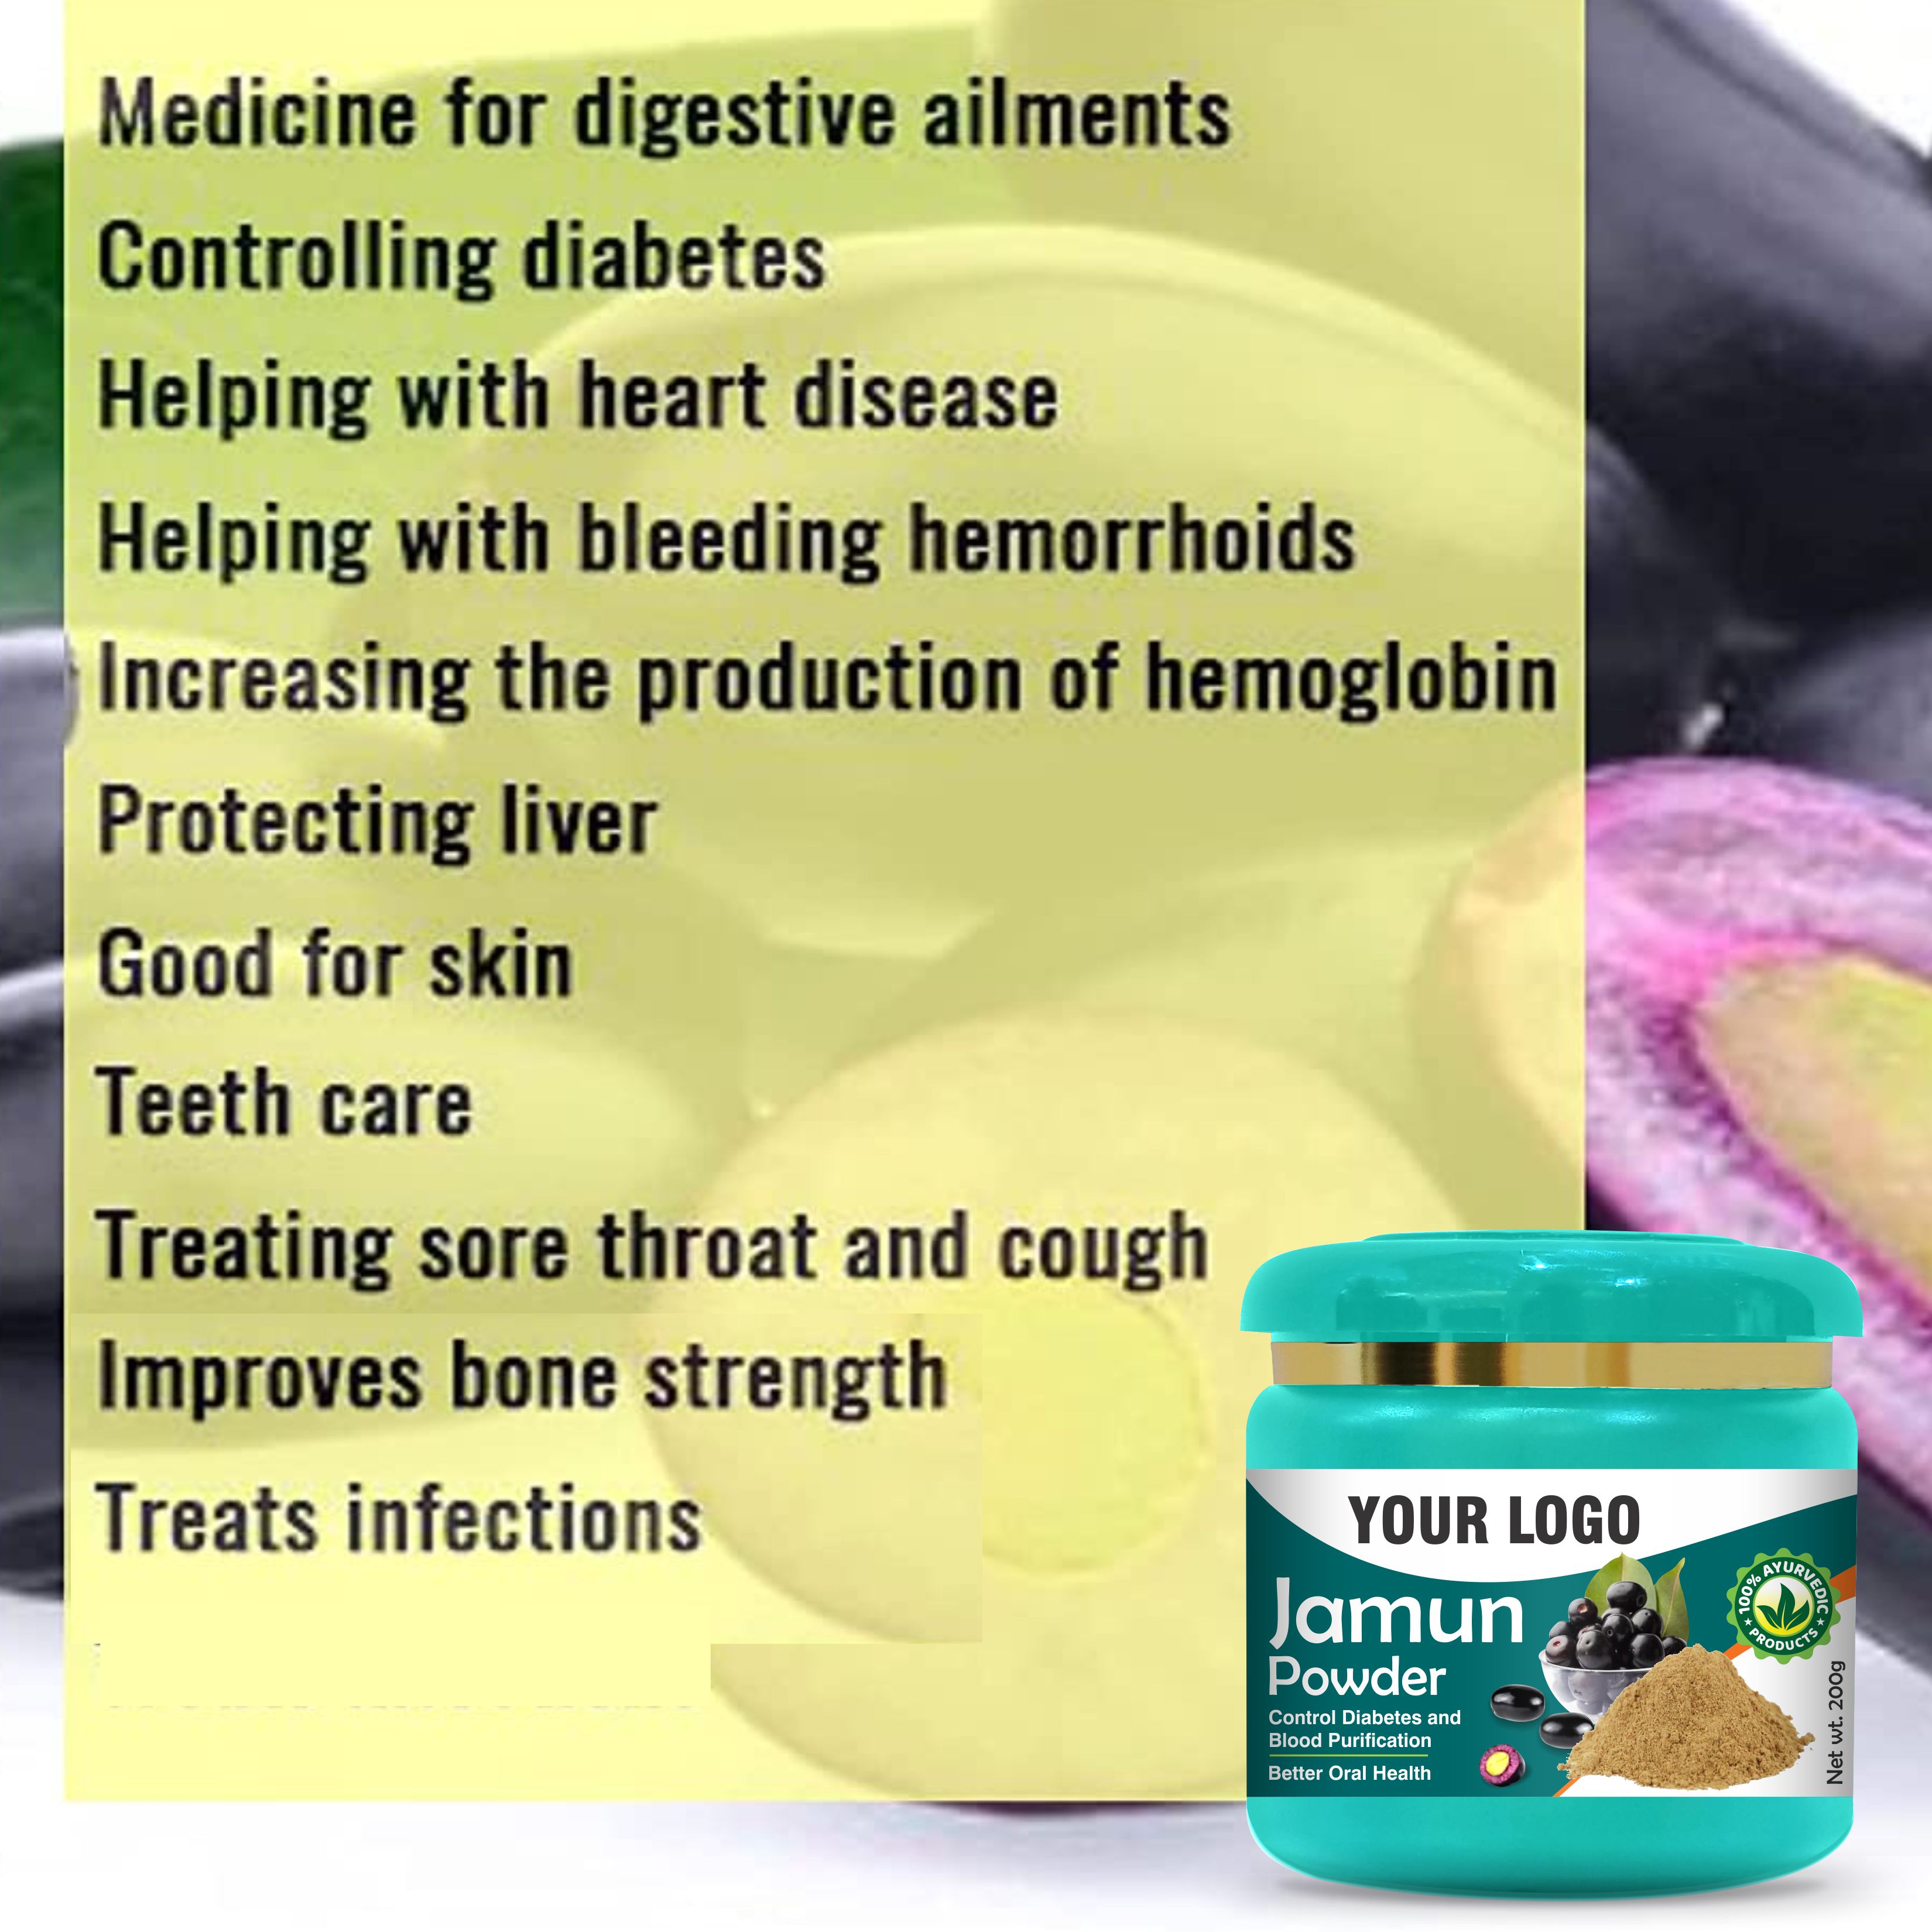 Medicine for digestive ailments
Controlling diabetes
Helping with heart disease
Helping with bleeding hemorrhoids
Increasing the production of hemoglobin
Protecting liver
Good for skin
Teeth care
Treating sore throat and cough
Improves bone strength
Treats infections
YOUR LOGO
Jamun
Powder
Control Diabetes and
Blood Purification
Better Oral Health
100% AYURVEDIC
PRODUCTS
Net wt. 200g